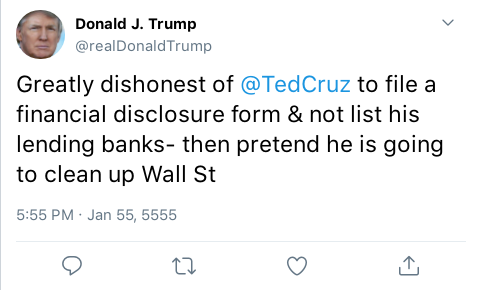 Donald J. Trump
@realDonaldTrump
Greatly dishonest of @TedCruz to file a
financial disclosure form & not list his
lending banks- then pretend he is going
to clean up Wall St
5:55 PM · Jan 55, 5555